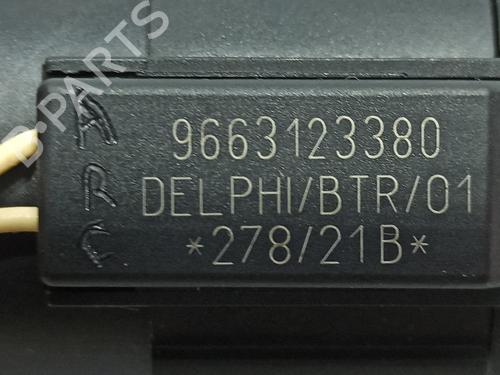 B-PARTS
A
R
C
9663123380
DELPHI/BTR/01
*278/21B*